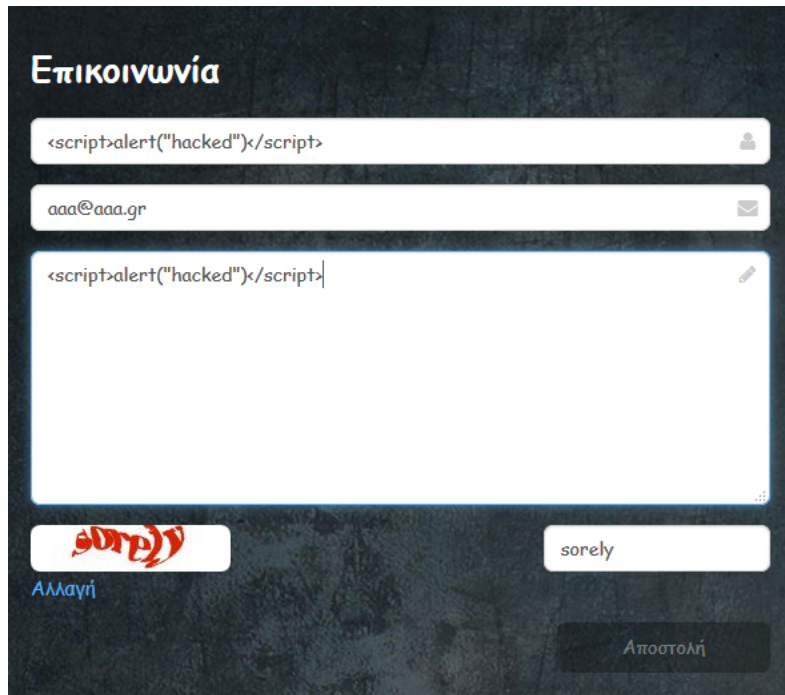 Επικοινωνία
<script>alert("hacked")</script>
aaa@aaa.gr
<script>alert("hacked")</script>
sorely
sorely
Αλλαγή
Αποστολή